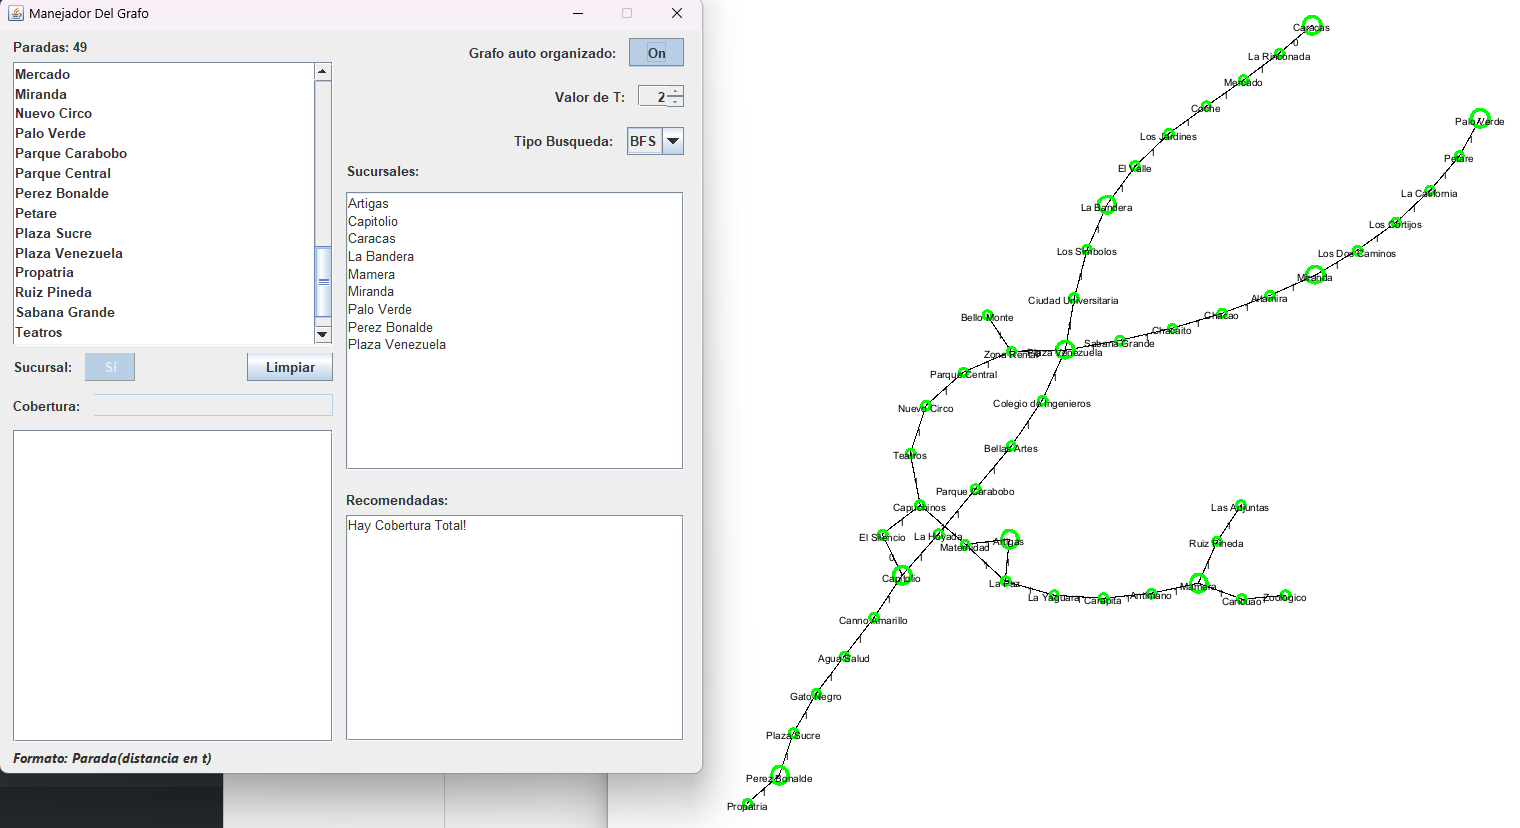 Manejador Del Grafo
Paradas: 49
Mercado
Miranda
Nuevo Circo
Palo Verde
Parque Carabobo
Parque Central
Perez Bonalde
Petare
Plaza Sucre
Plaza Venezuela
Propatria
Ruiz Pineda
Sabana Grande
Teatros
Sucursal:
Si
Limpiar
Cobertura:
Formato: Parada(distancia en t)
Grafo auto organizado:
On
Valor de T:
2
Tipo Busqueda:
BFS
Sucursales:
Artigas
Capitolio
Caracas
La Bandera
Mamera
Miranda
Palo Verde
Perez Bonalde
Plaza Venezuela
Recomendadas:
Hay Cobertura Total!
Caracas
0
La Rinconada
Mercado
Coche
Los Jardines
El Valle
La Bandera
Los Simbolos
Ciudad Universitaria
Palo Verde
Petare
La California
Los Cortijos
Los Dos Caminos
Miranda
Altamira
Chacao
Chacaito
Sabana Grande
Plaza Venezuela
Bello Monte
Zona Rental
Parque Central
Nuevo Circo
Teatros
Capuchinos
El Silencio
0
Capitolio
Colegio de Ingenieros
Bellas Artes
Parque Carabobo
La Hoyada
Maternidad
Artigas
La Paz
La Yaguara
Carapita
Antimano
Mamera
Ruiz Pineda
Las Adjuntas
Caricuao
Zoologico
Canno Amarillo
Agua Salud
Gato Negro
Plaza Sucre
Perez Bonalde
Propatria